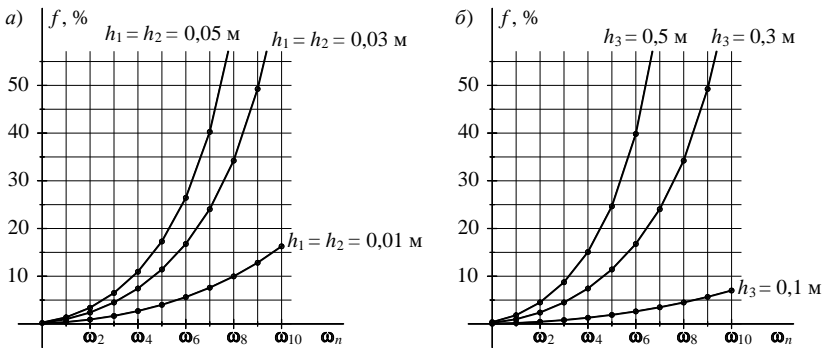 а) f, %
h₁ = h₂ = 0,05 м
h₁ = h₂ = 0,03 м
50
40
30
20
10
h₁ = h₂ = 0,01 м
ω₂ ω₄ ω₆ ω₈ ω₁₀ ωₙ
б) f, %
h₃ = 0,5 м
h₃ = 0,3 м
50
40
30
20
10
h₃ = 0,1 м
ω₂ ω₄ ω₆ ω₈ ω₁₀ ωₙ